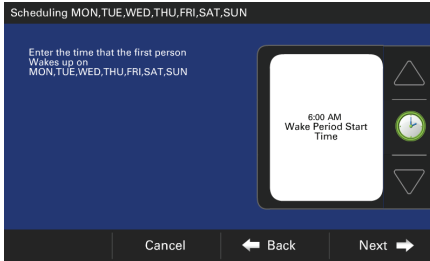 Scheduling MON,TUE,WED,THU,FRI,SAT,SUN
Enter the time that the first person
Wakes up on
MON,TUE,WED,THU,FRI,SAT,SUN
6:00 AM
Wake Period Start
Time
Cancel
Back
Next